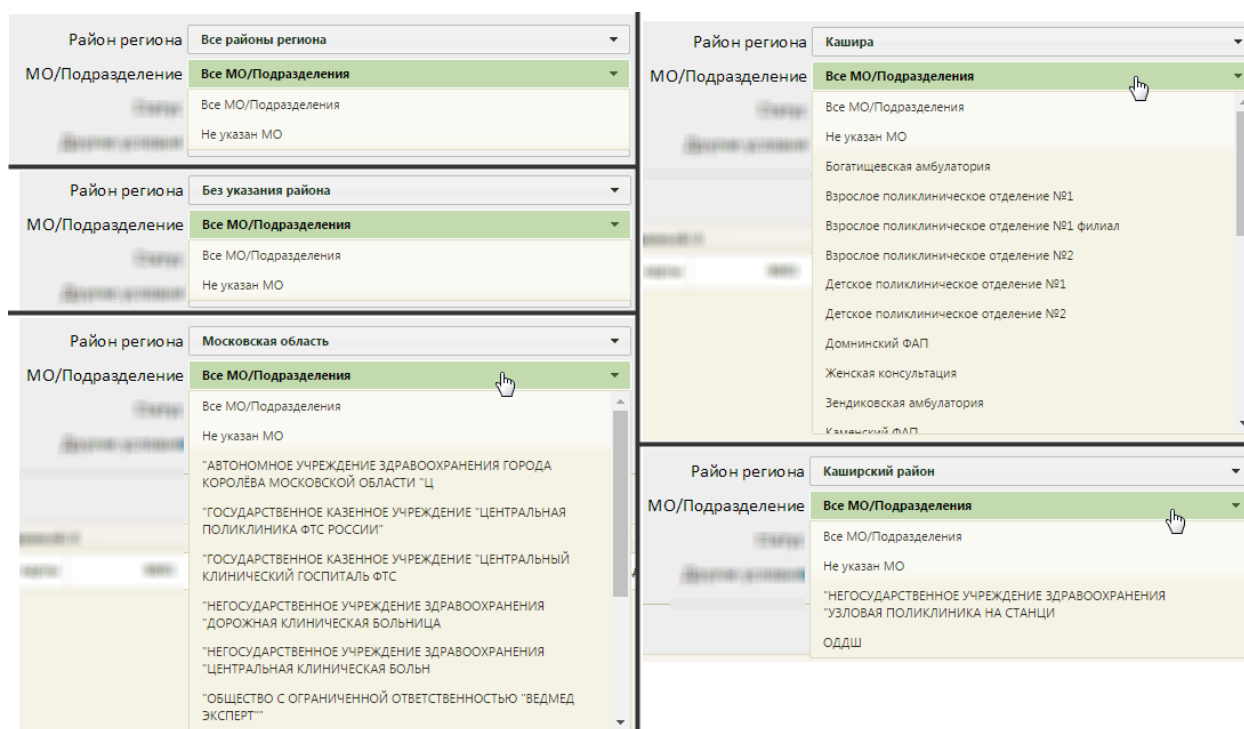 Район региона Все районы региона
МО/Подразделение Все МО/Подразделения
Все МО/Подразделения
Не указан МО
Район региона Без указания района
МО/Подразделение Все МО/Подразделения
Все МО/Подразделения
Не указан МО
Район региона Московская область
МО/Подразделение Все МО/Подразделения
Все МО/Подразделения
Не указан МО
"АВТОНОМНОЕ УЧРЕЖДЕНИЕ ЗДРАВООХРАНЕНИЯ ГОРОДА
КОРОЛЁВА МОСКОВСКОЙ ОБЛАСТИ "Ц
"ГОСУДАРСТВЕННОЕ КАЗЕННОЕ УЧРЕЖДЕНИЕ "ЦЕНТРАЛЬНАЯ
ПОЛИКЛИНИКА ФТС РОССИИ"
"ГОСУДАРСТВЕННОЕ КАЗЕННОЕ УЧРЕЖДЕНИЕ "ЦЕНТРАЛЬНЫЙ
КЛИНИЧЕСКИЙ ГОСПИТАЛЬ ФТС
"НЕГОСУДАРСТВЕННОЕ УЧРЕЖДЕНИЕ ЗДРАВООХРАНЕНИЯ
"ДОРОЖНАЯ КЛИНИЧЕСКАЯ БОЛЬНИЦА
"НЕГОСУДАРСТВЕННОЕ УЧРЕЖДЕНИЕ ЗДРАВООХРАНЕНИЯ
"ЦЕНТРАЛЬНАЯ КЛИНИЧЕСКАЯ БОЛЬН
"ОБЩЕСТВО С ОГРАНИЧЕННОЙ ОТВЕТСТВЕННОСТЬЮ "ВЕДМЕД
ЭКСПЕРТ""
Район региона Кашира
МО/Подразделение Все МО/Подразделения
Все МО/Подразделения
Не указан МО
Богатищевская амбулатория
Взрослое поликлиническое отделение №1
Взрослое поликлиническое отделение №1 филиал
Взрослое поликлиническое отделение №2
Детское поликлиническое отделение №1
Детское поликлиническое отделение №2
Домнинский ФАП
Женская консультация
Зендиковская амбулатория
Каменский ФАП
Район региона Каширский район
МО/Подразделение Все МО/Подразделения
Все МО/Подразделения
Не указан МО
"НЕГОСУДАРСТВЕННОЕ УЧРЕЖДЕНИЕ ЗДРАВООХРАНЕНИЯ
"УЗЛОВАЯ ПОЛИКЛИНИКА НА СТАНЦИ
ОДДШ